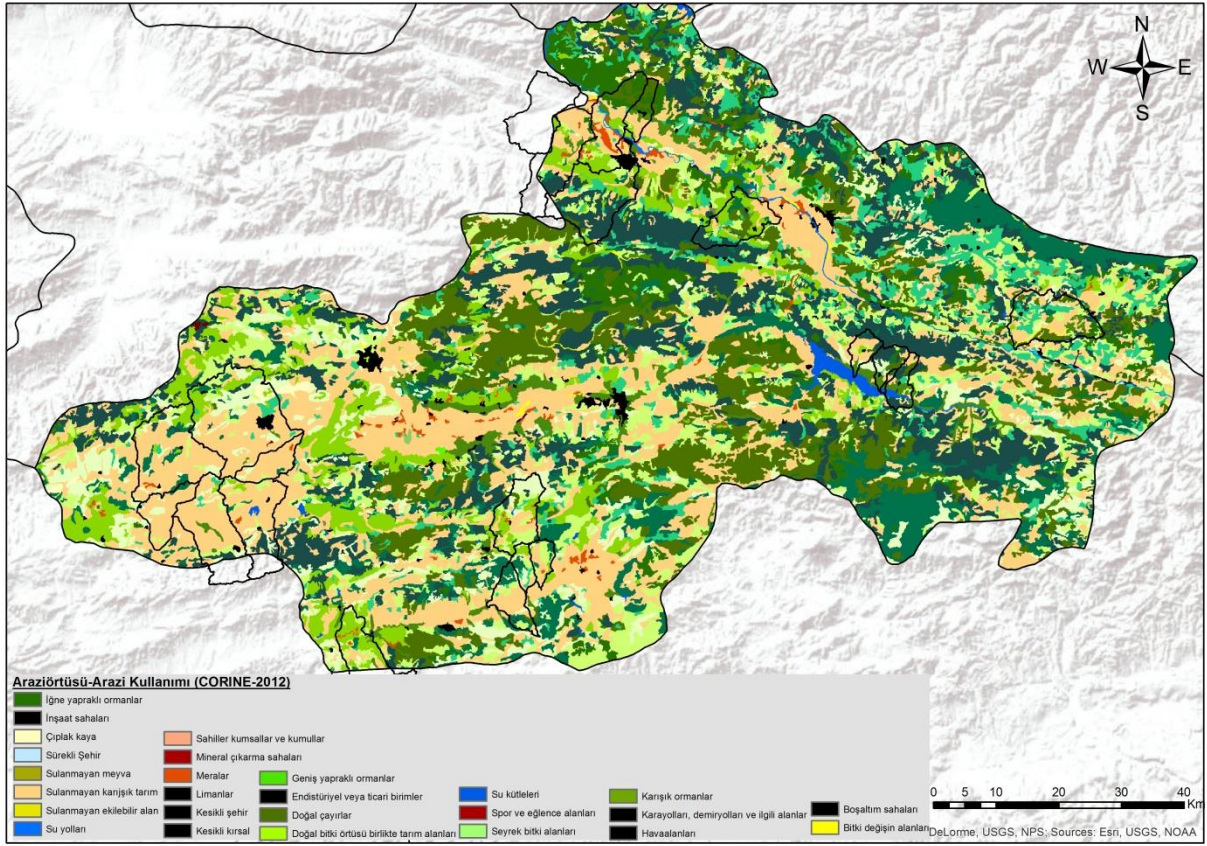 N
W E
S
Araziörtüsü-Arazi Kullanımı (CORINE-2012)
İğne yapraklı ormanlar
İnşaat sahaları
Çıplak kaya
Sürekli Şehir
Sulanmayan meyva
Sulanmayan karışık tarım
Sulanmayan ekilebilir alan
Su yolları
Sahiller kumsallar ve kumullar
Mineral çıkarma sahaları
Meralar
Limanlar
Kesikli şehir
Kesikli kırsal
Geniş yapraklı ormanlar
Endistüriyel veya ticari birimler
Doğal çayırlar
Doğal bitki örtüsü birlikte tarım alanları
Su kütleleri
Spor ve eğlence alanları
Seyrek bitki alanları
Karışık ormanlar
Karayolları, demiryolları ve ilgili alanlar
Havaalanları
Boşaltım sahaları
Bitki değişin alanları
0 5 10 20 30 40
Km
DeLorme, USGS, NPS; Sources: Esri, USGS, NOAA